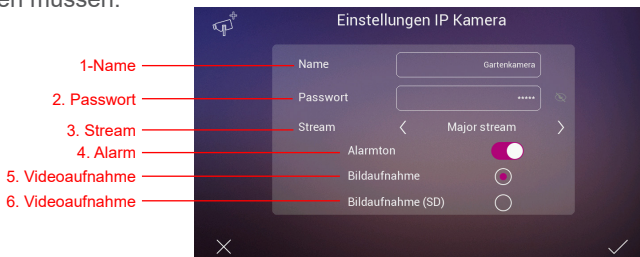 en müssen.
Einstellungen IP Kamera
1-Name
Name
Gartenkamera
2. Passwort
Passwort
*****
3. Stream
Stream
Major stream
4. Alarm
Alarmton
5. Videoaufnahme
Bildaufnahme
6. Videoaufnahme
Bildaufnahme (SD)